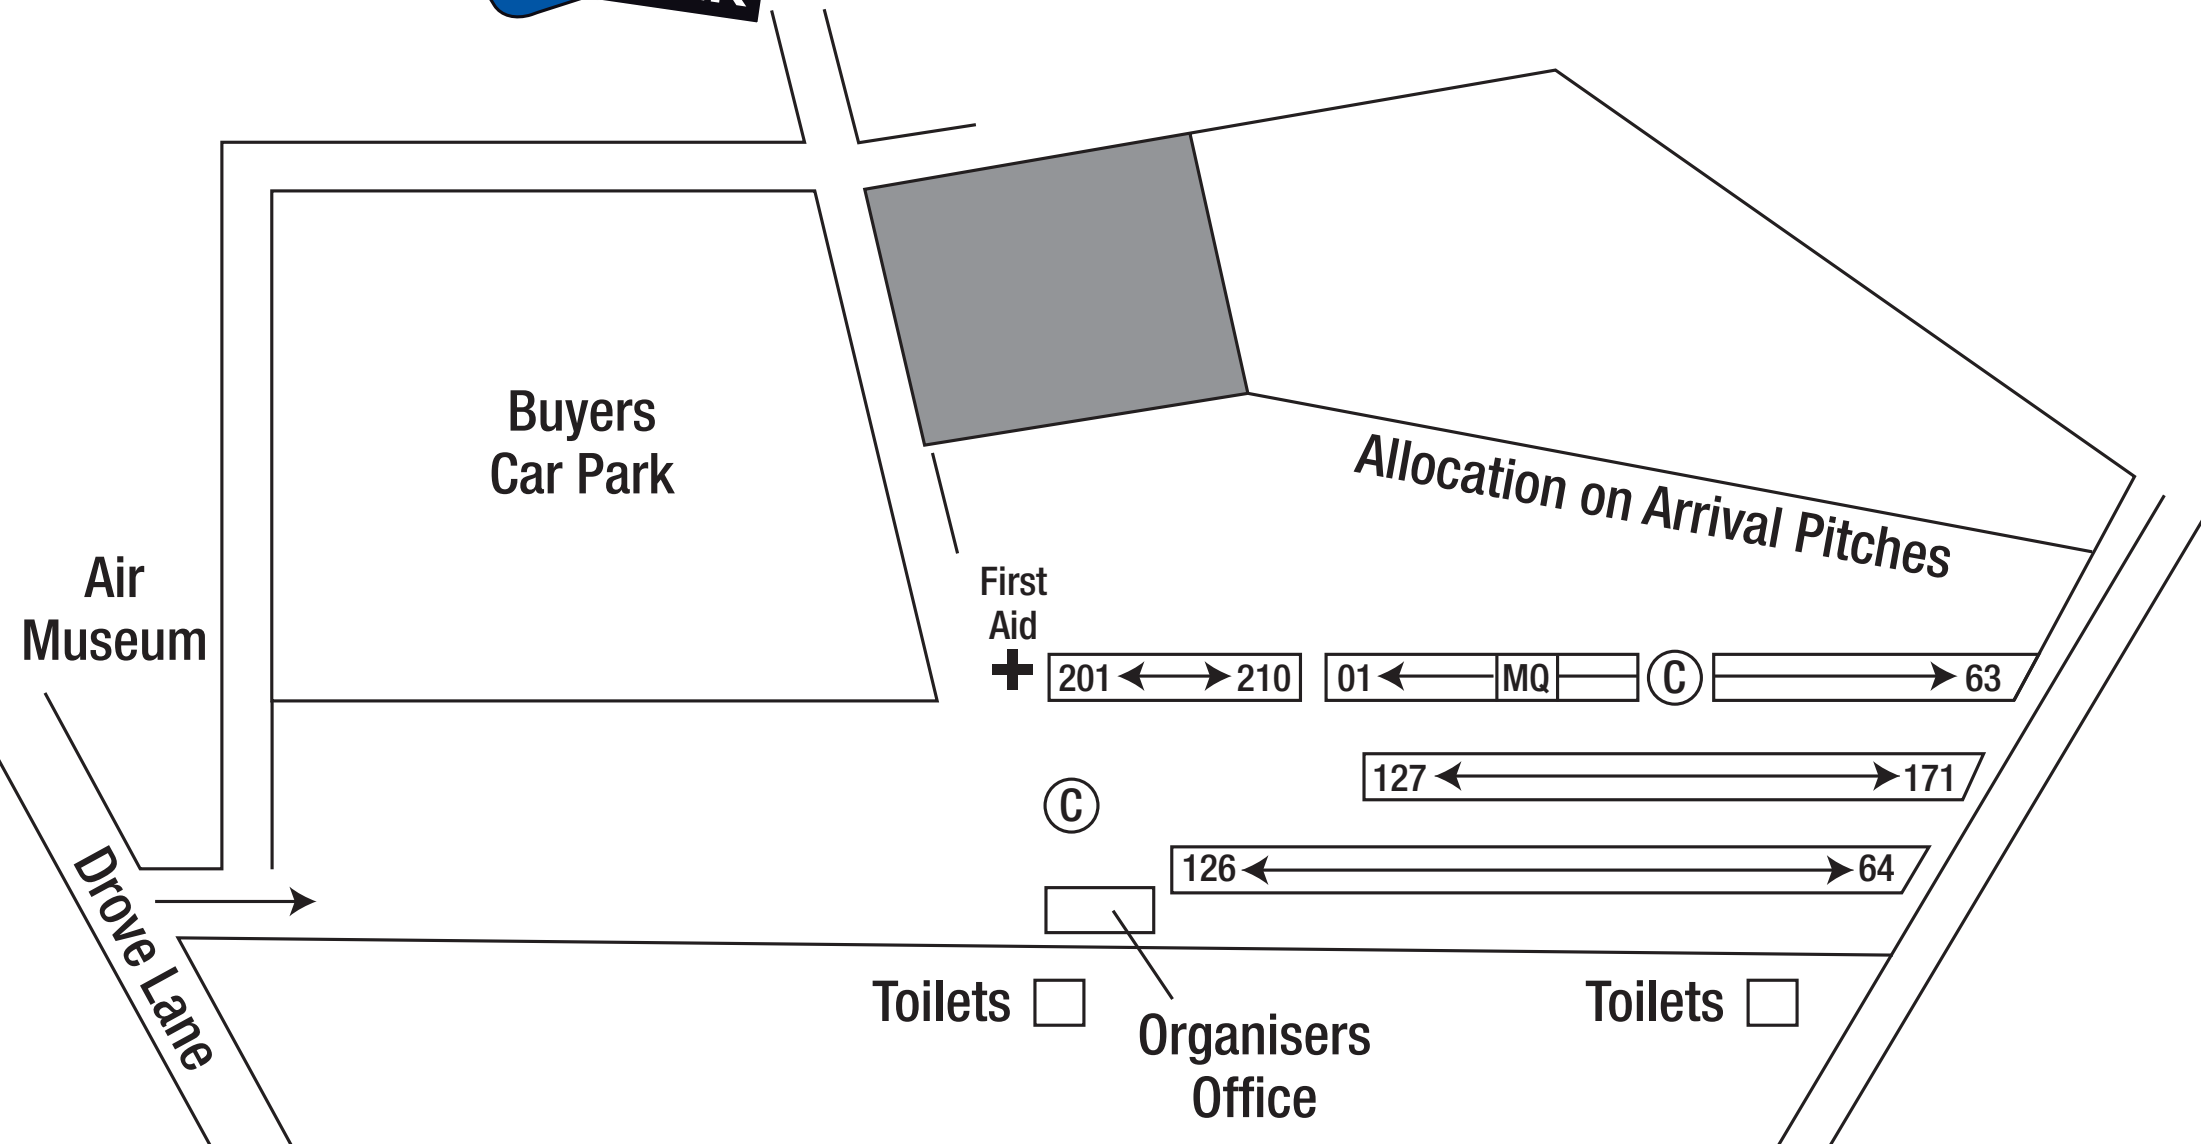 Buyers
Car Park
Allocation on Arrival Pitches
Air
Museum
First
Aid
201 210 01 MQ C 63
127 171
C
126 64
Drove Lane
Toilets
Toilets
Organisers
Office